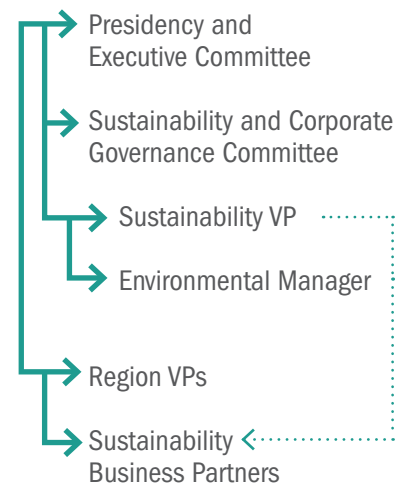 Presidency and
Executive Committee
Sustainability and Corporate
Governance Committee
Sustainability VP
Environmental Manager
Region VPs
Sustainability
Business Partners